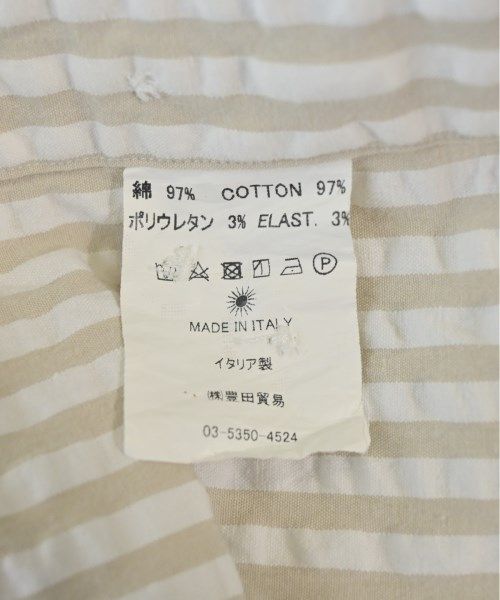 綿 97% COTTON 97%
ポリウレタン 3% ELAST. 3%
P
MADE IN ITALY
イタリア製
(株)豊田貿易
03-5350-4524